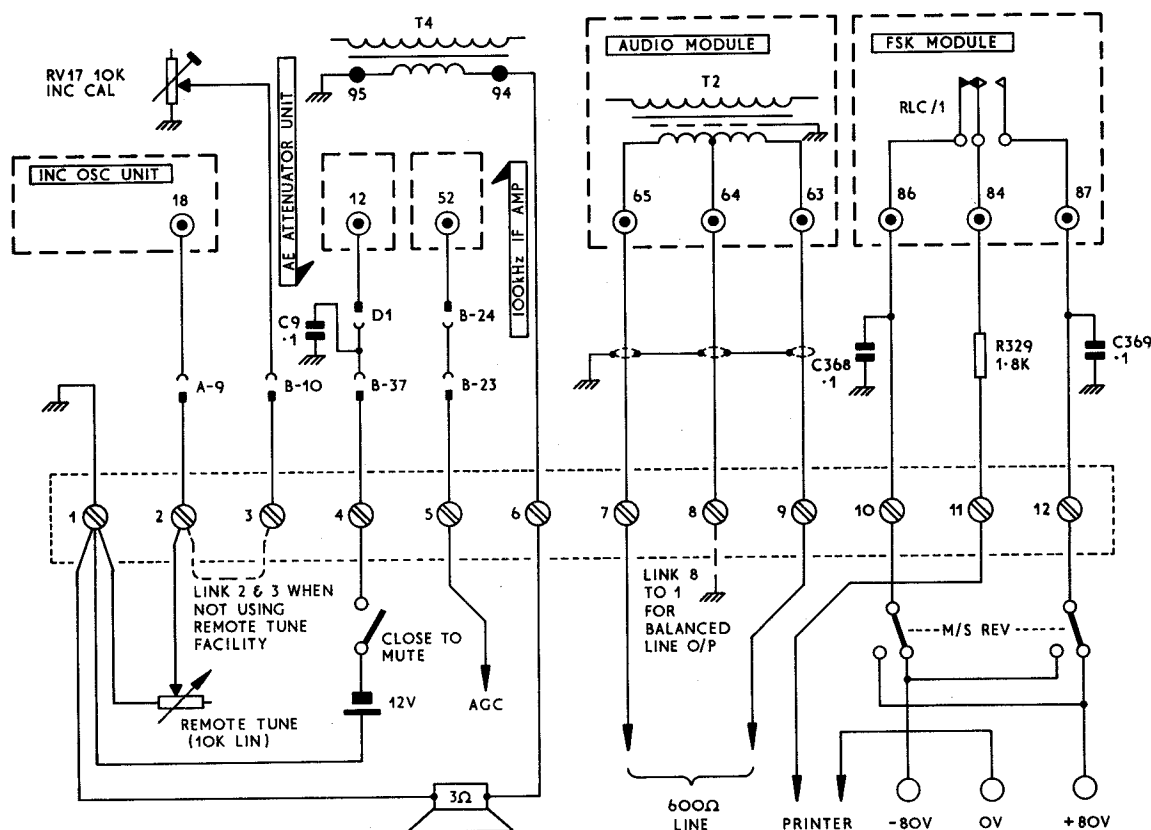 T4
AUDIO MODULE
FSK MODULE
RV17 10K
INC CAL
95
94
T2
RLC/1
INC OSC UNIT
18
AE ATTENUATOR UNIT
12
52
100kHz IF AMP
65
64
63
86
84
87
C9
·1
D1
B-24
A-9
B-10
B-37
B-23
C368
·1
R329
1·8K
C369
·1
1
2
3
4
5
6
7
8
9
10
11
12
LINK 2 & 3 WHEN
NOT USING
REMOTE TUNE
FACILITY
CLOSE TO
MUTE
LINK 8
TO 1
FOR
BALANCED
LINE O/P
M/S REV
12V
AGC
REMOTE TUNE
(10K LIN)
3Ω
600Ω
LINE
PRINTER
-80V
0V
+80V